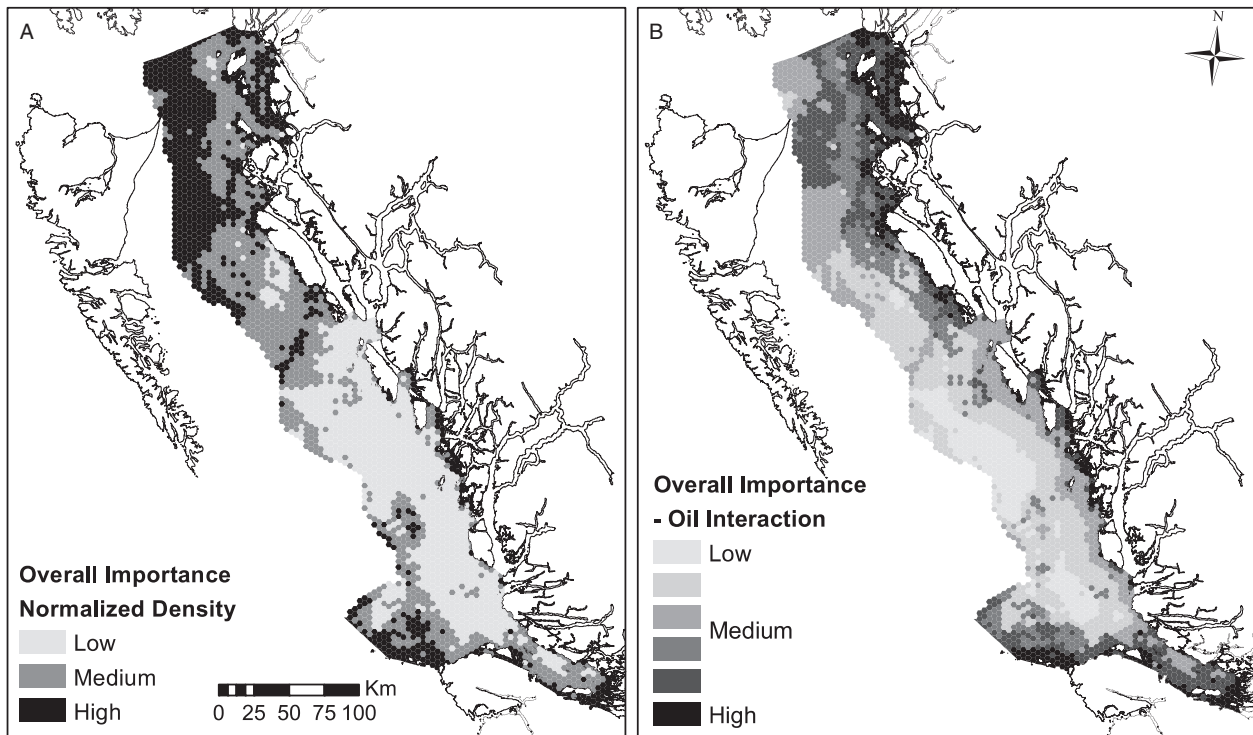 A
Overall Importance
Normalized Density
Low
Medium
High
Km
0 25 50 75 100
B
N
Overall Importance
- Oil Interaction
Low
Medium
High